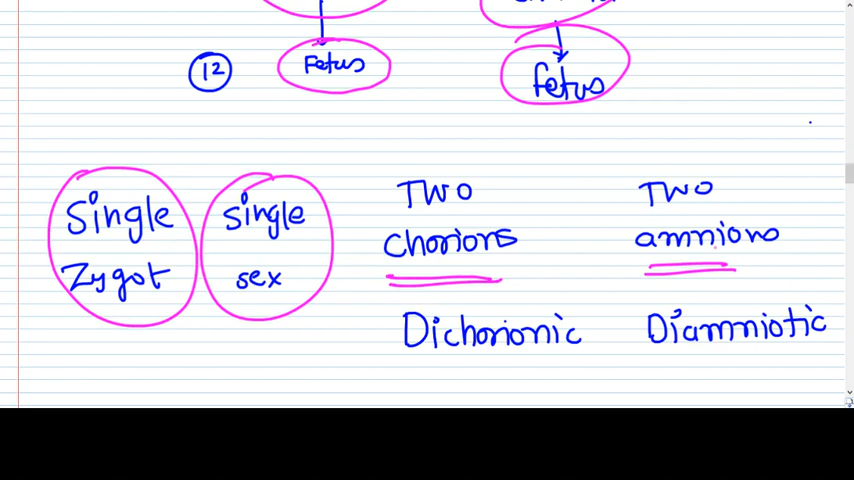 12 Fetus fetus
Single single TWO TWO
Zygot sex chorions amnions
Dichorionic Diamniotic